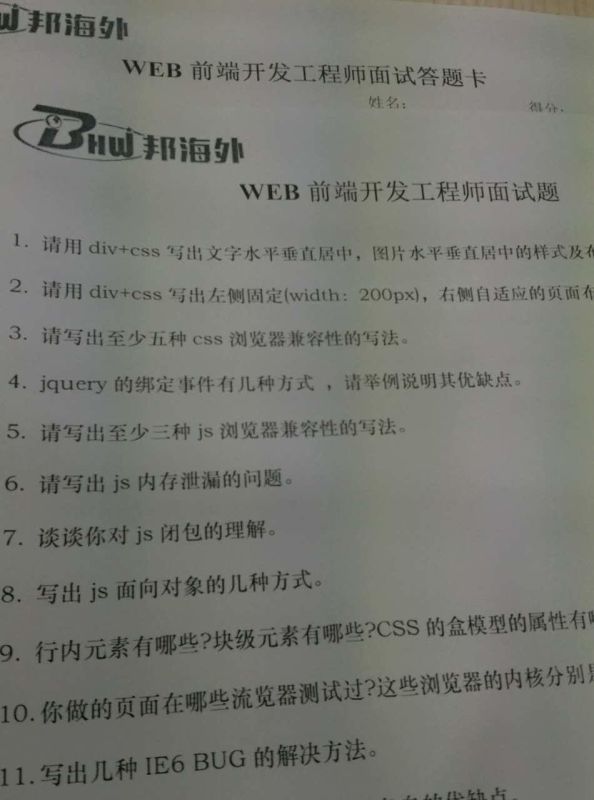 邦海外
WEB 前端开发工程师面试答题卡
姓名： 得分：
BHW 邦海外
WEB 前端开发工程师面试题
1. 请用 div+css 写出文字水平垂直居中，图片水平垂直居中的样式及布
2. 请用 div+css 写出左侧固定(width：200px)，右侧自适应的页面布
3. 请写出至少五种 css 浏览器兼容性的写法。
4. jquery 的绑定事件有几种方式 ，请举例说明其优缺点。
5. 请写出至少三种 js 浏览器兼容性的写法。
6. 请写出 js 内存泄漏的问题。
7. 谈谈你对 js 闭包的理解。
8. 写出 js 面向对象的几种方式。
9. 行内元素有哪些?块级元素有哪些?CSS 的盒模型的属性有
10. 你做的页面在哪些流览器测试过?这些浏览器的内核分别
11. 写出几种 IE6 BUG 的解决方法。
的优缺点。